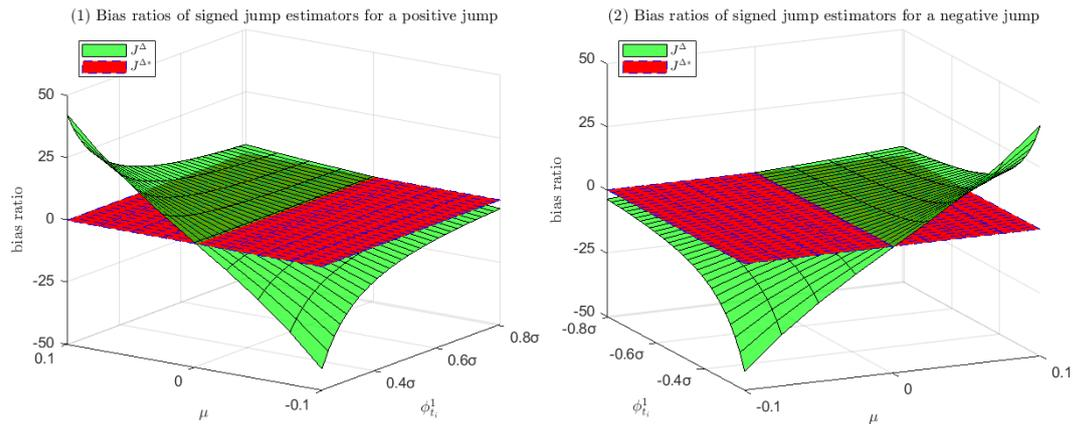 (1) Bias ratios of signed jump estimators for a positive jump
J^Δ
J^Δ*
50
25
0
-25
-50
bias ratio
0.1
0
-0.1
μ
0.4σ
0.6σ
0.8σ
ϕ^1_{t_i}
(2) Bias ratios of signed jump estimators for a negative jump
J^Δ
J^Δ*
50
25
0
-25
-50
bias ratio
-0.8σ
-0.6σ
-0.4σ
ϕ^1_{t_i}
-0.1
0
0.1
μ